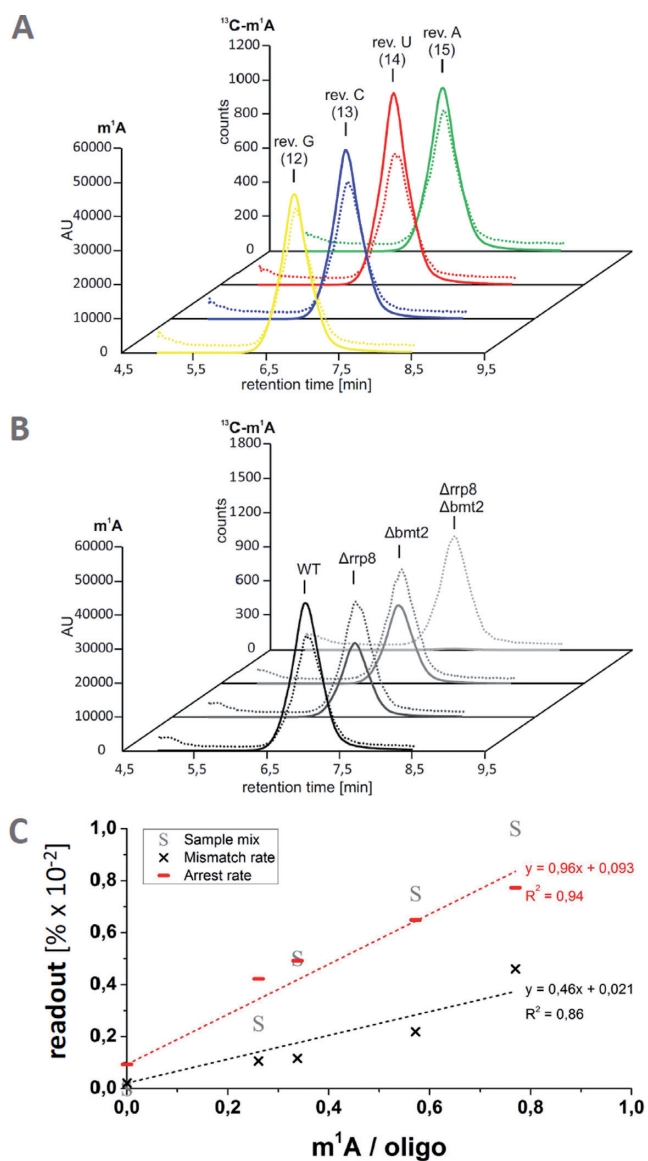 A
¹³C-m¹A
1200
1000
800
600
400
200
0
counts
rev. G
(12)
rev. C
(13)
rev. U
(14)
rev. A
(15)
m¹A
60000
50000
40000
30000
20000
10000
0
AU
4,5 5,5 6,5 7,5 8,5 9,5
retention time [min]
B
¹³C-m¹A
1800
1500
1200
900
600
300
0
counts
WT
Δrrp8
Δbmt2
Δrrp8
Δbmt2
m¹A
60000
50000
40000
30000
20000
10000
0
AU
4,5 5,5 6,5 7,5 8,5 9,5
retention time [min]
C
readout [% x 10⁻²]
1,0
0,8
0,6
0,4
0,2
0,0
S Sample mix
Mismatch rate
Arrest rate
S
S
S
S
S
y = 0,96x + 0,093
R² = 0,94
y = 0,46x + 0,021
R² = 0,86
0,0 0,2 0,4 0,6 0,8 1,0
m¹A / oligo